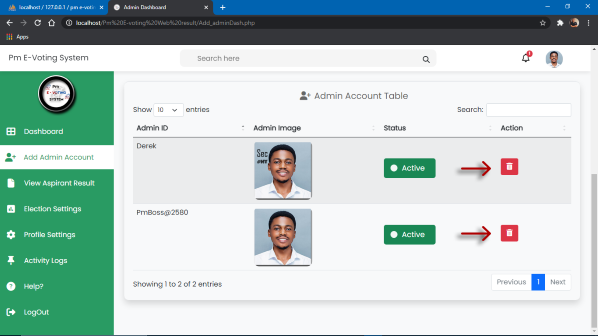 localhost / 127.0.0.1 / pm e-voti
Admin Dashboard
localhost/Pm%20E-voting%20Web%20result/Add_adminDash.php
Apps
Pm E-Voting System
Search here
1
Pm
E-VOTING
SYSTEM
Dashboard
Add Admin Account
View Aspirant Result
Election Settings
Profile Settings
Activity Logs
Help?
LogOut
Admin Account Table
Show 10 entries
Search:
Admin ID Admin Image Status Action
Derek
Sec
Active
PmBoss@2580
Active
Showing 1 to 2 of 2 entries
Previous 1 Next